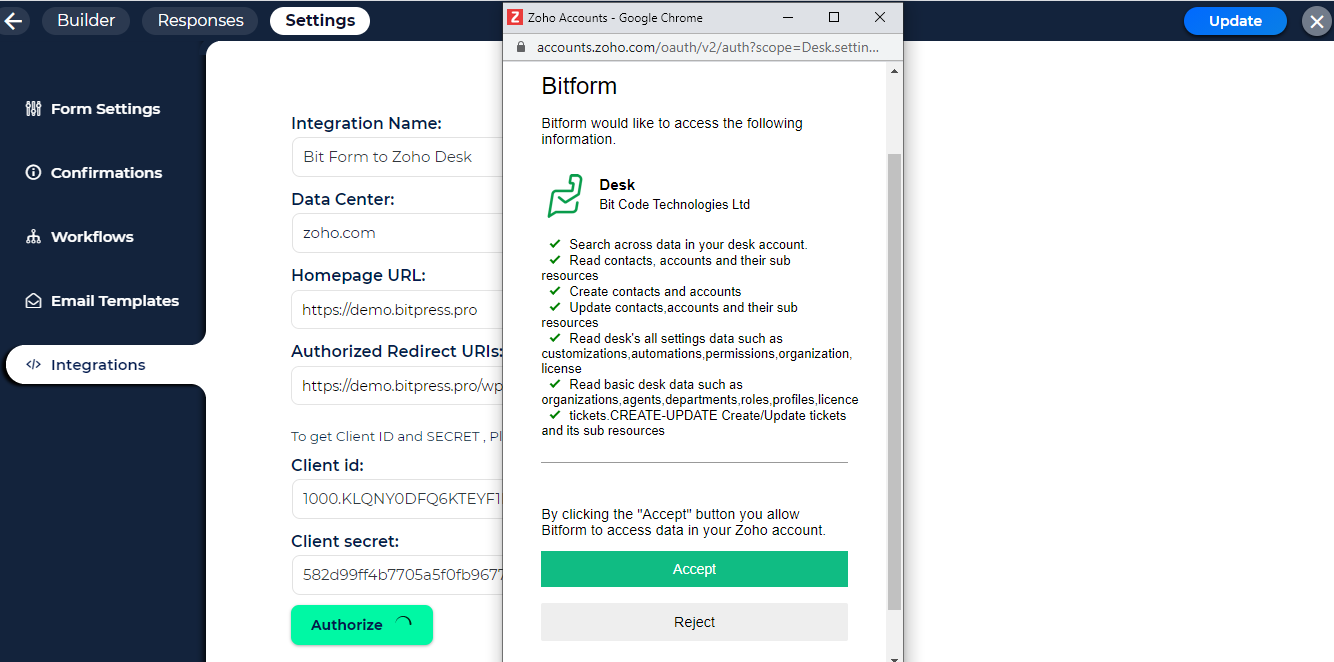 Builder
Responses
Settings
Update
Form Settings
Confirmations
Workflows
Email Templates
Integrations
Integration Name:
Bit Form to Zoho Desk
Data Center:
zoho.com
Homepage URL:
https://demo.bitpress.pro
Authorized Redirect URIs:
https://demo.bitpress.pro/wp
To get Client ID and SECRET , Pl
Client id:
1000.KLQNY0DFQ6KTEYF1
Client secret:
582d99ff4b7705a5f0fb9677
Authorize
Z Zoho Accounts - Google Chrome
accounts.zoho.com/oauth/v2/auth?scope=Desk.settin...
Bitform
Bitform would like to access the following
information.
Desk
Bit Code Technologies Ltd
Search across data in your desk account.
Read contacts, accounts and their sub
resources
Create contacts and accounts
Update contacts,accounts and their sub
resources
Read desk's all settings data such as
customizations,automations,permissions,organization,
license
Read basic desk data such as
organizations,agents,departments,roles,profiles,licence
tickets.CREATE-UPDATE Create/Update tickets
and its sub resources
By clicking the "Accept" button you allow
Bitform to access data in your Zoho account.
Accept
Reject